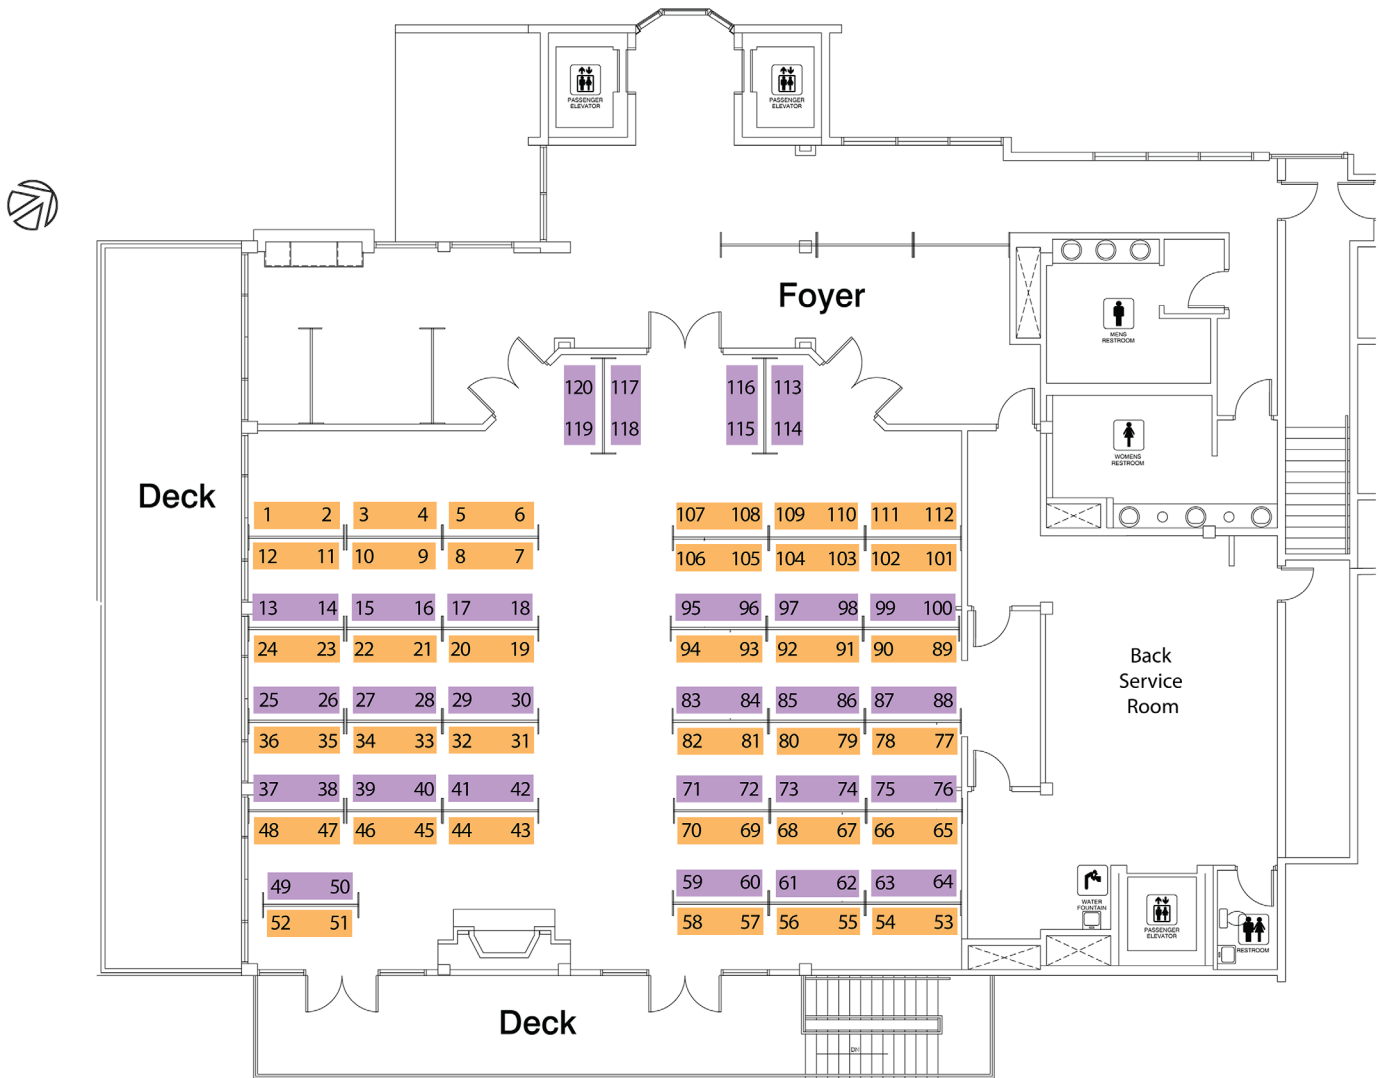 PASSENGER
ELEVATOR
PASSENGER
ELEVATOR
Foyer
MENS
RESTROOM
120 117 116 113
119 118 115 114
WOMENS
RESTROOM
Deck
1 2 3 4 5 6 107 108 109 110 111 112
12 11 10 9 8 7 106 105 104 103 102 101
13 14 15 16 17 18 95 96 97 98 99 100
24 23 22 21 20 19 94 93 92 91 90 89
Back
Service
Room
25 26 27 28 29 30 83 84 85 86 87 88
36 35 34 33 32 31 82 81 80 79 78 77
37 38 39 40 41 42 71 72 73 74 75 76
48 47 46 45 44 43 70 69 68 67 66 65
49 50 59 60 61 62 63 64
52 51 58 57 56 55 54 53
WATER
FOUNTAIN
PASSENGER
ELEVATOR
RESTROOM
Deck
DN